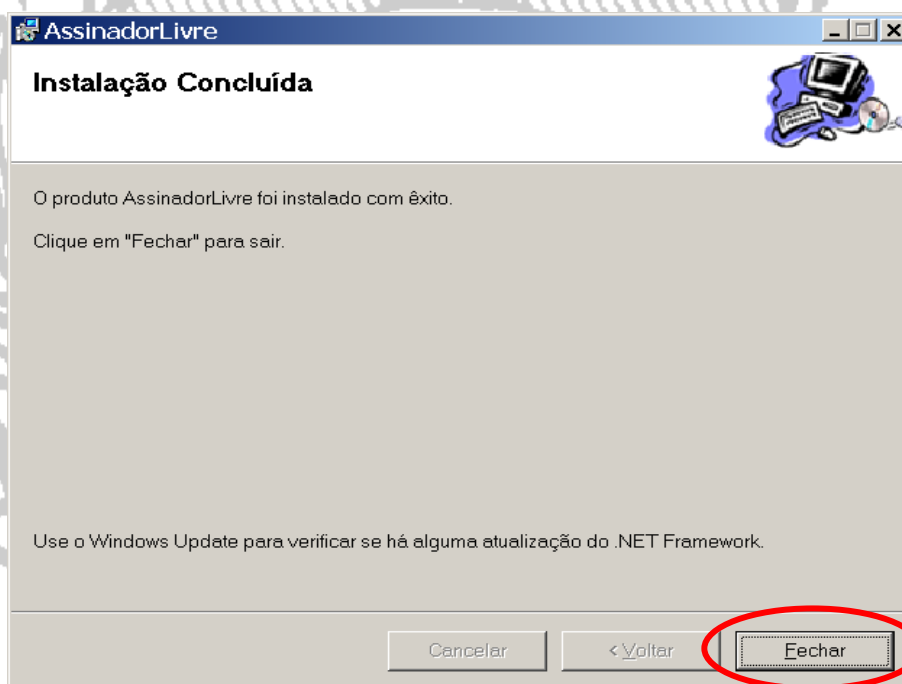 AssinadorLivre
Instalação Concluída
O produto AssinadorLivre foi instalado com êxito.
Clique em "Fechar" para sair.
Use o Windows Update para verificar se há alguma atualização do .NET Framework.
Cancelar
< Voltar
Fechar